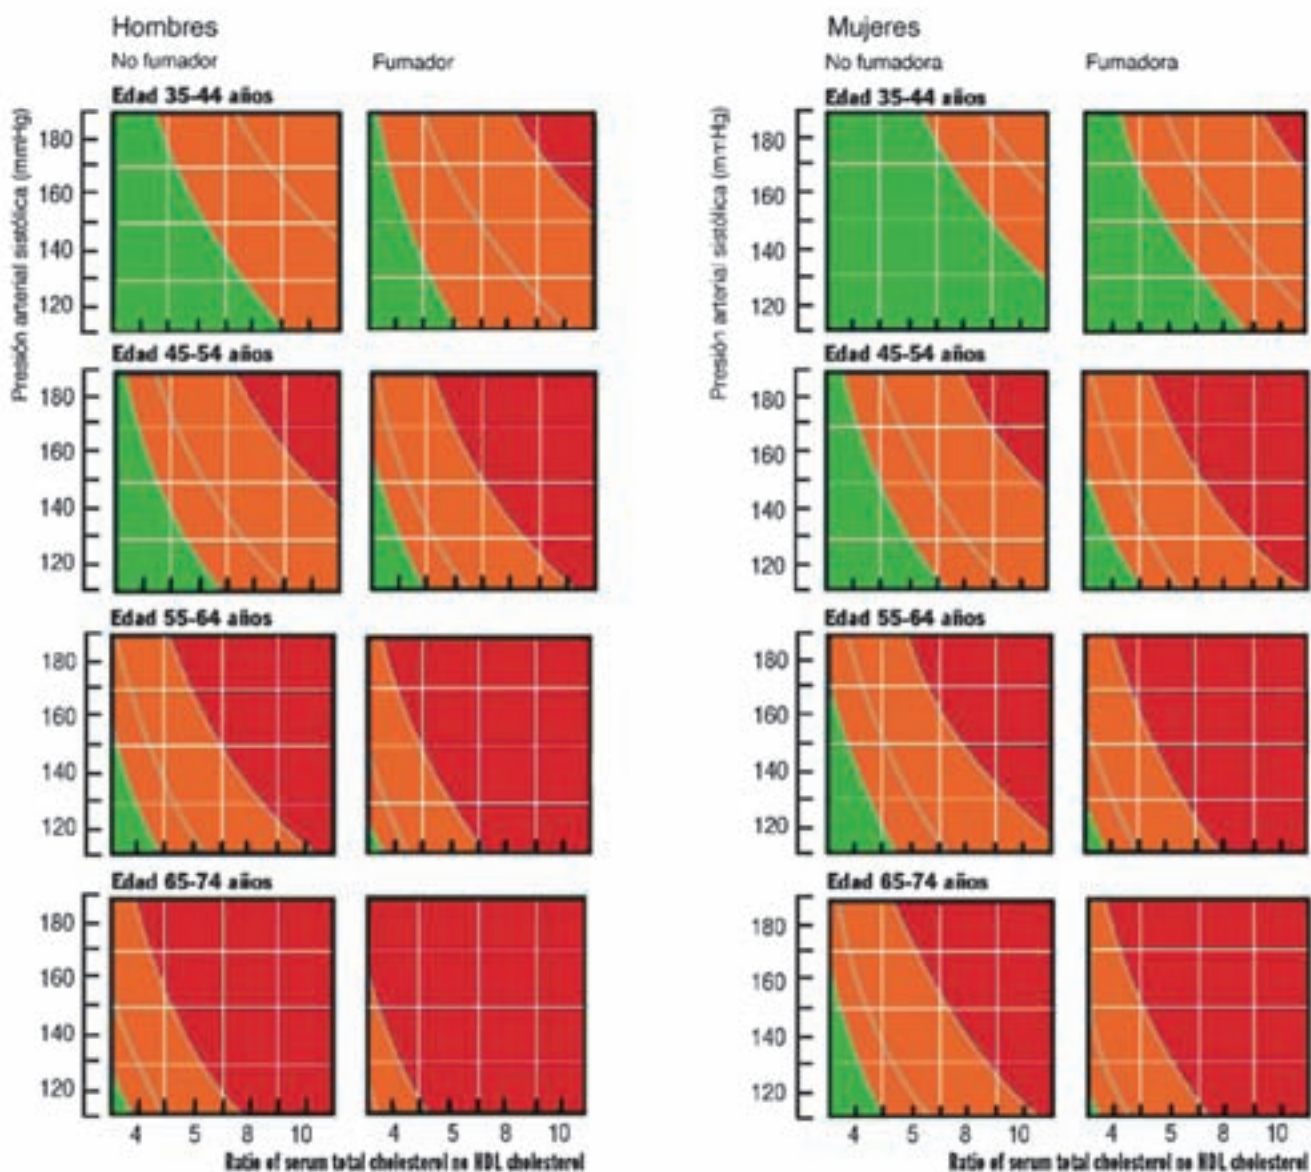 Hombres
No fumador Fumador
Mujeres
No fumadora Fumadora
Presión arterial sistólica (mmHg)
Edad 35-44 años
180
160
140
120
Edad 45-54 años
180
160
140
120
Edad 55-64 años
180
160
140
120
Edad 65-74 años
180
160
140
120
4 5 8 10 4 5 8 10
Ratio of serum total cholesterol no HDL cholesterol
Presión arterial sistólica (mmHg)
Edad 35-44 años
180
160
140
120
Edad 45-54 años
180
160
140
120
Edad 55-64 años
180
160
140
120
Edad 65-74 años
180
160
140
120
4 5 8 10 4 5 8 10
Ratio of serum total cholesterol no HDL cholesterol